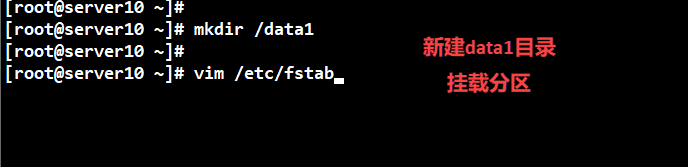 [root@server10 ~]#
[root@server10 ~]# mkdir /data1
[root@server10 ~]#
[root@server10 ~]# vim /etc/fstab
新建data1目录
挂载分区